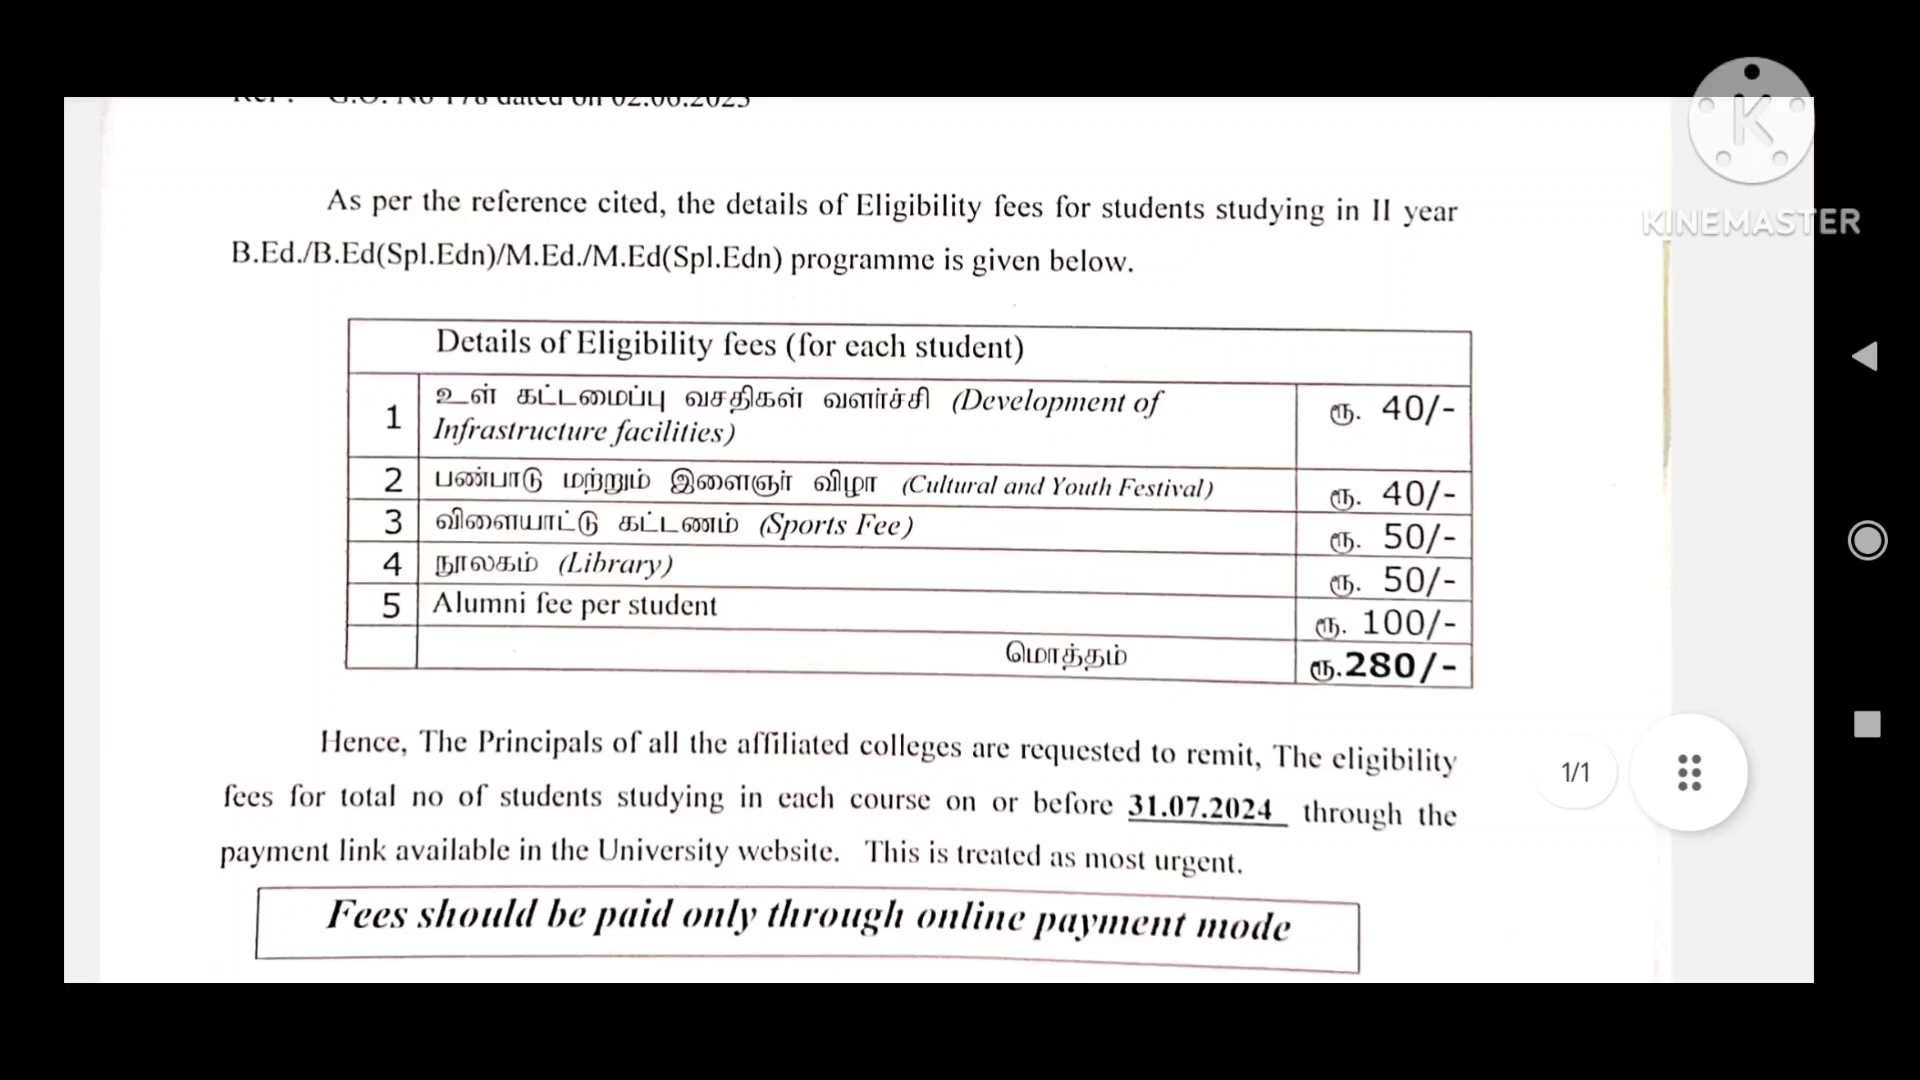 As per the reference cited, the details of Eligibility fees for students studying in II year
B.Ed./B.Ed(Spl.Edn)/M.Ed./M.Ed(Spl.Edn) programme is given below.
Details of Eligibility fees (for each student)
1 உள் கட்டமைப்பு வசதிகள் வளர்ச்சி (Development of
Infrastructure facilities) ரூ. 40/-
2 பண்பாடு மற்றும் இளைஞர் விழா (Cultural and Youth Festival) ரூ. 40/-
3 விளையாட்டு கட்டணம் (Sports Fee) ரூ. 50/-
4 நூலகம் (Library) ரூ. 50/-
5 Alumni fee per student ரூ. 100/-
மொத்தம் ரூ.280/-
Hence, The Principals of all the affiliated colleges are requested to remit, The eligibility
fees for total no of students studying in each course on or before 31.07.2024 through the
payment link available in the University website. This is treated as most urgent.
Fees should be paid only through online payment mode
K
KINEMASTER
1/1